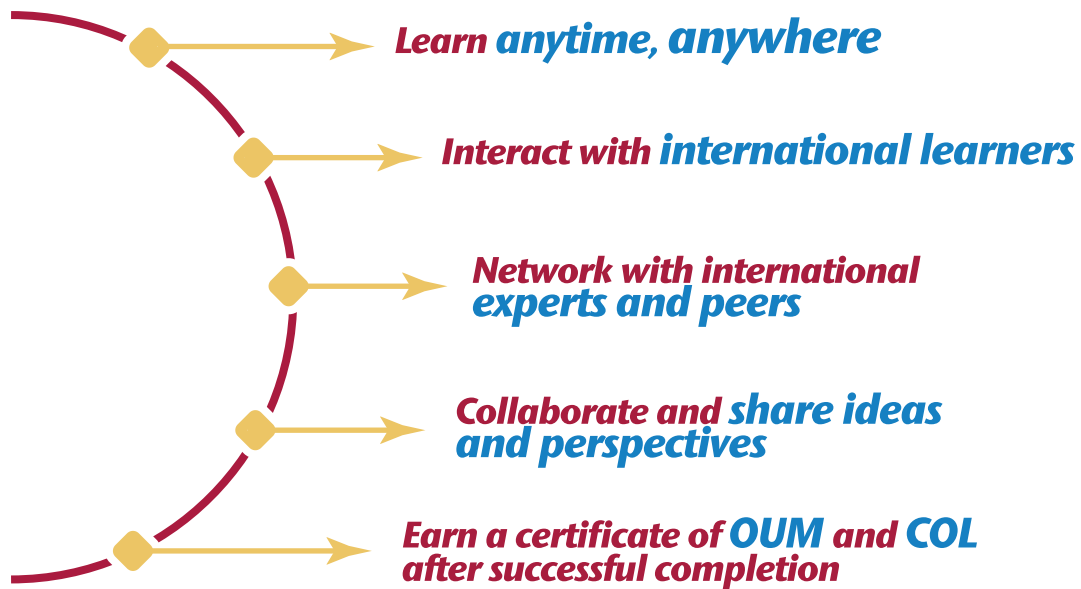 Learn anytime, anywhere
Interact with international learners
Network with international
experts and peers
Collaborate and share ideas
and perspectives
Earn a certificate of OUM and COL
after successful completion